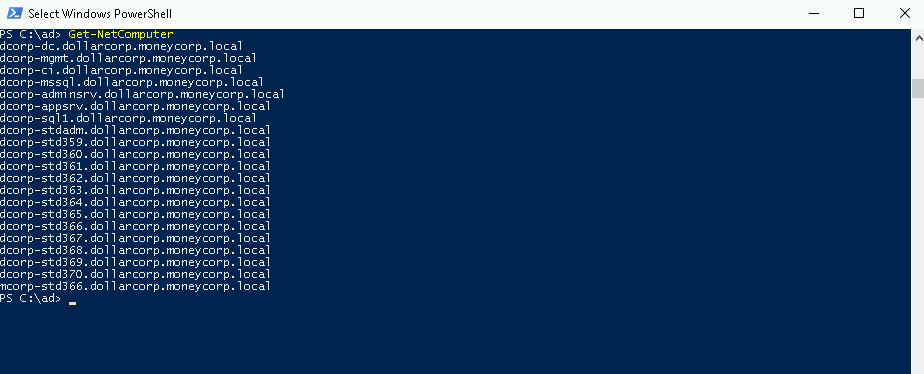 Select Windows PowerShell
PS C:\ad> Get-NetComputer
dcorp-dc.dollarcorp.moneycorp.local
dcorp-mgmt.dollarcorp.moneycorp.local
dcorp-ci.dollarcorp.moneycorp.local
dcorp-mssql.dollarcorp.moneycorp.local
dcorp-adminsrv.dollarcorp.moneycorp.local
dcorp-appsrv.dollarcorp.moneycorp.local
dcorp-sql1.dollarcorp.moneycorp.local
dcorp-stdadm.dollarcorp.moneycorp.local
dcorp-std359.dollarcorp.moneycorp.local
dcorp-std360.dollarcorp.moneycorp.local
dcorp-std361.dollarcorp.moneycorp.local
dcorp-std362.dollarcorp.moneycorp.local
dcorp-std363.dollarcorp.moneycorp.local
dcorp-std364.dollarcorp.moneycorp.local
dcorp-std365.dollarcorp.moneycorp.local
dcorp-std366.dollarcorp.moneycorp.local
dcorp-std367.dollarcorp.moneycorp.local
dcorp-std368.dollarcorp.moneycorp.local
dcorp-std369.dollarcorp.moneycorp.local
dcorp-std370.dollarcorp.moneycorp.local
mcorp-std366.dollarcorp.moneycorp.local
PS C:\ad>